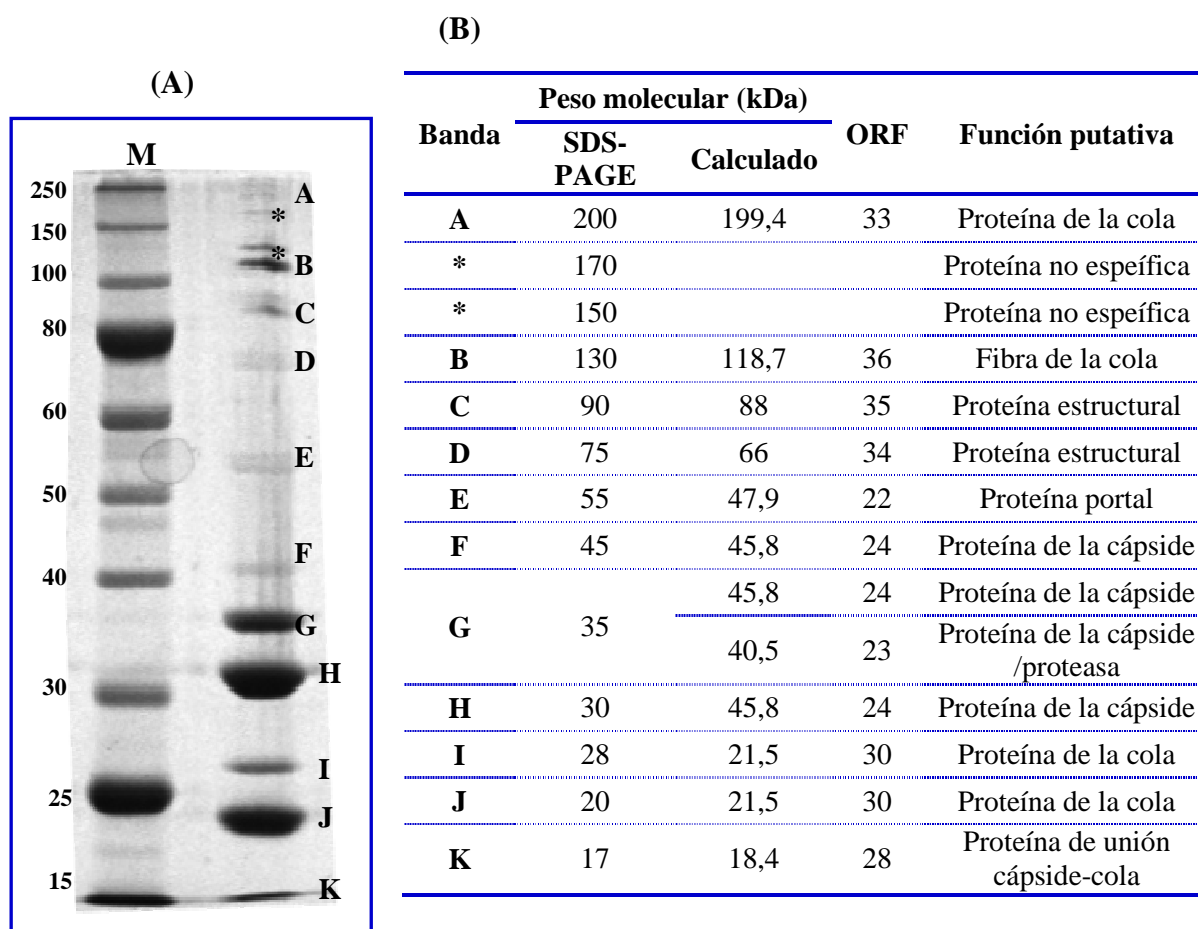 (A)
M
250
150
100
80
60
50
40
30
25
15
A
*
*
B
C
D
E
F
G
H
I
J
K
(B)
Peso molecular (kDa)
Banda SDS-PAGE Calculado ORF Función putativa
A 200 199,4 33 Proteína de la cola
* 170 Proteína no espeífica
* 150 Proteína no espeífica
B 130 118,7 36 Fibra de la cola
C 90 88 35 Proteína estructural
D 75 66 34 Proteína estructural
E 55 47,9 22 Proteína portal
F 45 45,8 24 Proteína de la cápside
G 35 45,8 24 Proteína de la cápside
40,5 23 Proteína de la cápside
/proteasa
H 30 45,8 24 Proteína de la cápside
I 28 21,5 30 Proteína de la cola
J 20 21,5 30 Proteína de la cola
K 17 18,4 28 Proteína de unión
cápside-cola